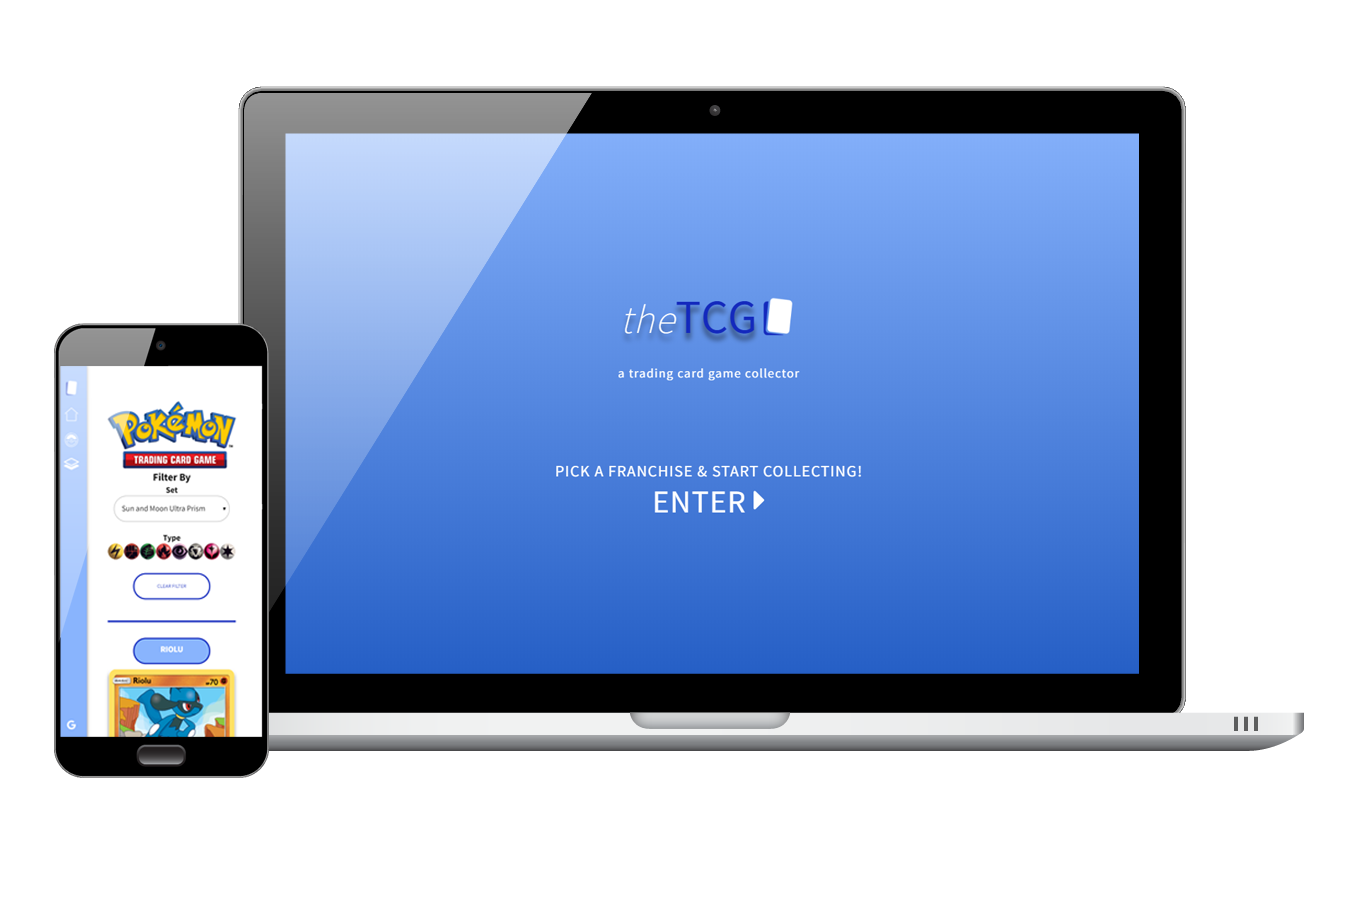 theTCG
a trading card game collector
PICK A FRANCHISE & START COLLECTING!
ENTER
POKéMON
TRADING CARD GAME
Filter By
Set
Sun and Moon Ultra Prism
Type
CLEAR FILTER
RIOLU
Riolu HP70
G